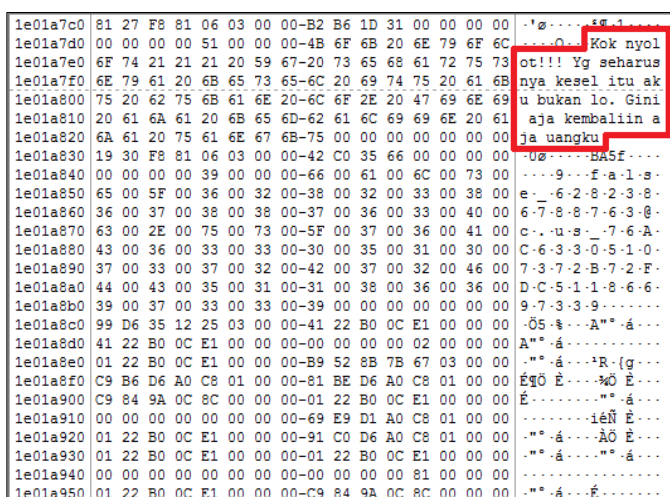 1e01a7c0 81 27 F8 81 06 03 00 00-B2 B6 1D 31 00 00 00 00 ·'ø·····²¶·1····
1e01a7d0 00 00 00 00 51 00 00 00-4B 6F 6B 20 6E 79 6F 6C ····Q···Kok nyol
1e01a7e0 6F 74 21 21 21 20 59 67-20 73 65 68 61 72 75 73 ot!!! Yg seharus
1e01a7f0 6E 79 61 20 6B 65 73 65-6C 20 69 74 75 20 61 6B nya kesel itu ak
1e01a800 75 20 62 75 6B 61 6E 20-6C 6F 2E 20 47 69 6E 69 u bukan lo. Gini
1e01a810 20 61 6A 61 20 6B 65 6D-62 61 6C 69 69 6E 20 61 aja kembaliin a
1e01a820 6A 61 20 75 61 6E 67 6B-75 00 00 00 00 00 00 00 ja uangku
1e01a830 19 30 F8 81 06 03 00 00-42 C0 35 66 00 00 00 00 ·0ø·····BÀ5f····
1e01a840 00 00 00 00 39 00 00 00-66 00 61 00 6C 00 73 00 ····9···f·a·l·s·
1e01a850 65 00 5F 00 36 00 32 00-38 00 32 00 33 00 38 00 e·_·6·2·8·2·3·8·
1e01a860 36 00 37 00 38 00 38 00-37 00 36 00 33 00 40 00 6·7·8·8·7·6·3·@·
1e01a870 63 00 2E 00 75 00 73 00-5F 00 37 00 36 00 41 00 c·.·u·s·_·7·6·A·
1e01a880 43 00 36 00 33 00 33 00-30 00 35 00 31 00 30 00 C·6·3·3·0·5·1·0·
1e01a890 37 00 33 00 37 00 32 00-42 00 37 00 32 00 46 00 7·3·7·2·B·7·2·F·
1e01a8a0 44 00 43 00 35 00 31 00-31 00 38 00 36 00 36 00 D·C·5·1·1·8·6·6·
1e01a8b0 39 00 37 00 33 00 33 00-39 00 00 00 00 00 00 00 9·7·3·3·9·······
1e01a8c0 99 D6 35 12 25 03 00 00-41 22 B0 0C E1 00 00 00 ·Ö5·%···A"°·á···
1e01a8d0 41 22 B0 0C E1 00 00 00-00 00 00 00 02 00 00 00 A"°·á···········
1e01a8e0 01 22 B0 0C E1 00 00 00-B9 52 8B 7B 67 03 00 00 ·"°·á···¹R·{g···
1e01a8f0 C9 B6 D6 A0 C8 01 00 00-81 BE D6 A0 C8 01 00 00 É¶Ö È····¾Ö È···
1e01a900 C9 84 9A 0C 8C 00 00 00-01 22 B0 0C E1 00 00 00 É········"°·á···
1e01a910 00 00 00 00 00 00 00 00-69 E9 D1 A0 C8 01 00 00 ········iéÑ È···
1e01a920 01 22 B0 0C E1 00 00 00-91 C0 D6 A0 C8 01 00 00 ·"°·á····ÀÖ È···
1e01a930 01 22 B0 0C E1 00 00 00-01 22 B0 0C E1 00 00 00 ·"°·á····"°·á···
1e01a940 00 00 00 00 00 00 00 00-00 00 00 00 81 00 00 00 ················
1e01a950 01 22 B0 0C E1 00 00 00-C9 84 9A 0C 8C 00 00 00 ·"°·á···É·······